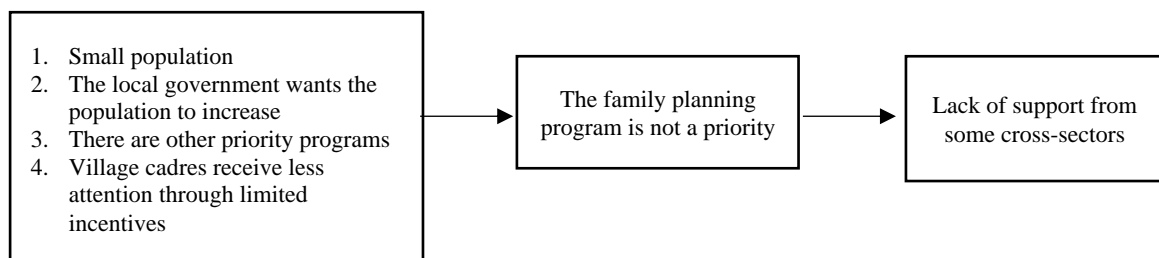 1. Small population
2. The local government wants the
population to increase
3. There are other priority programs
4. Village cadres receive less
attention through limited
incentives
The family planning
program is not a priority
Lack of support from
some cross-sectors